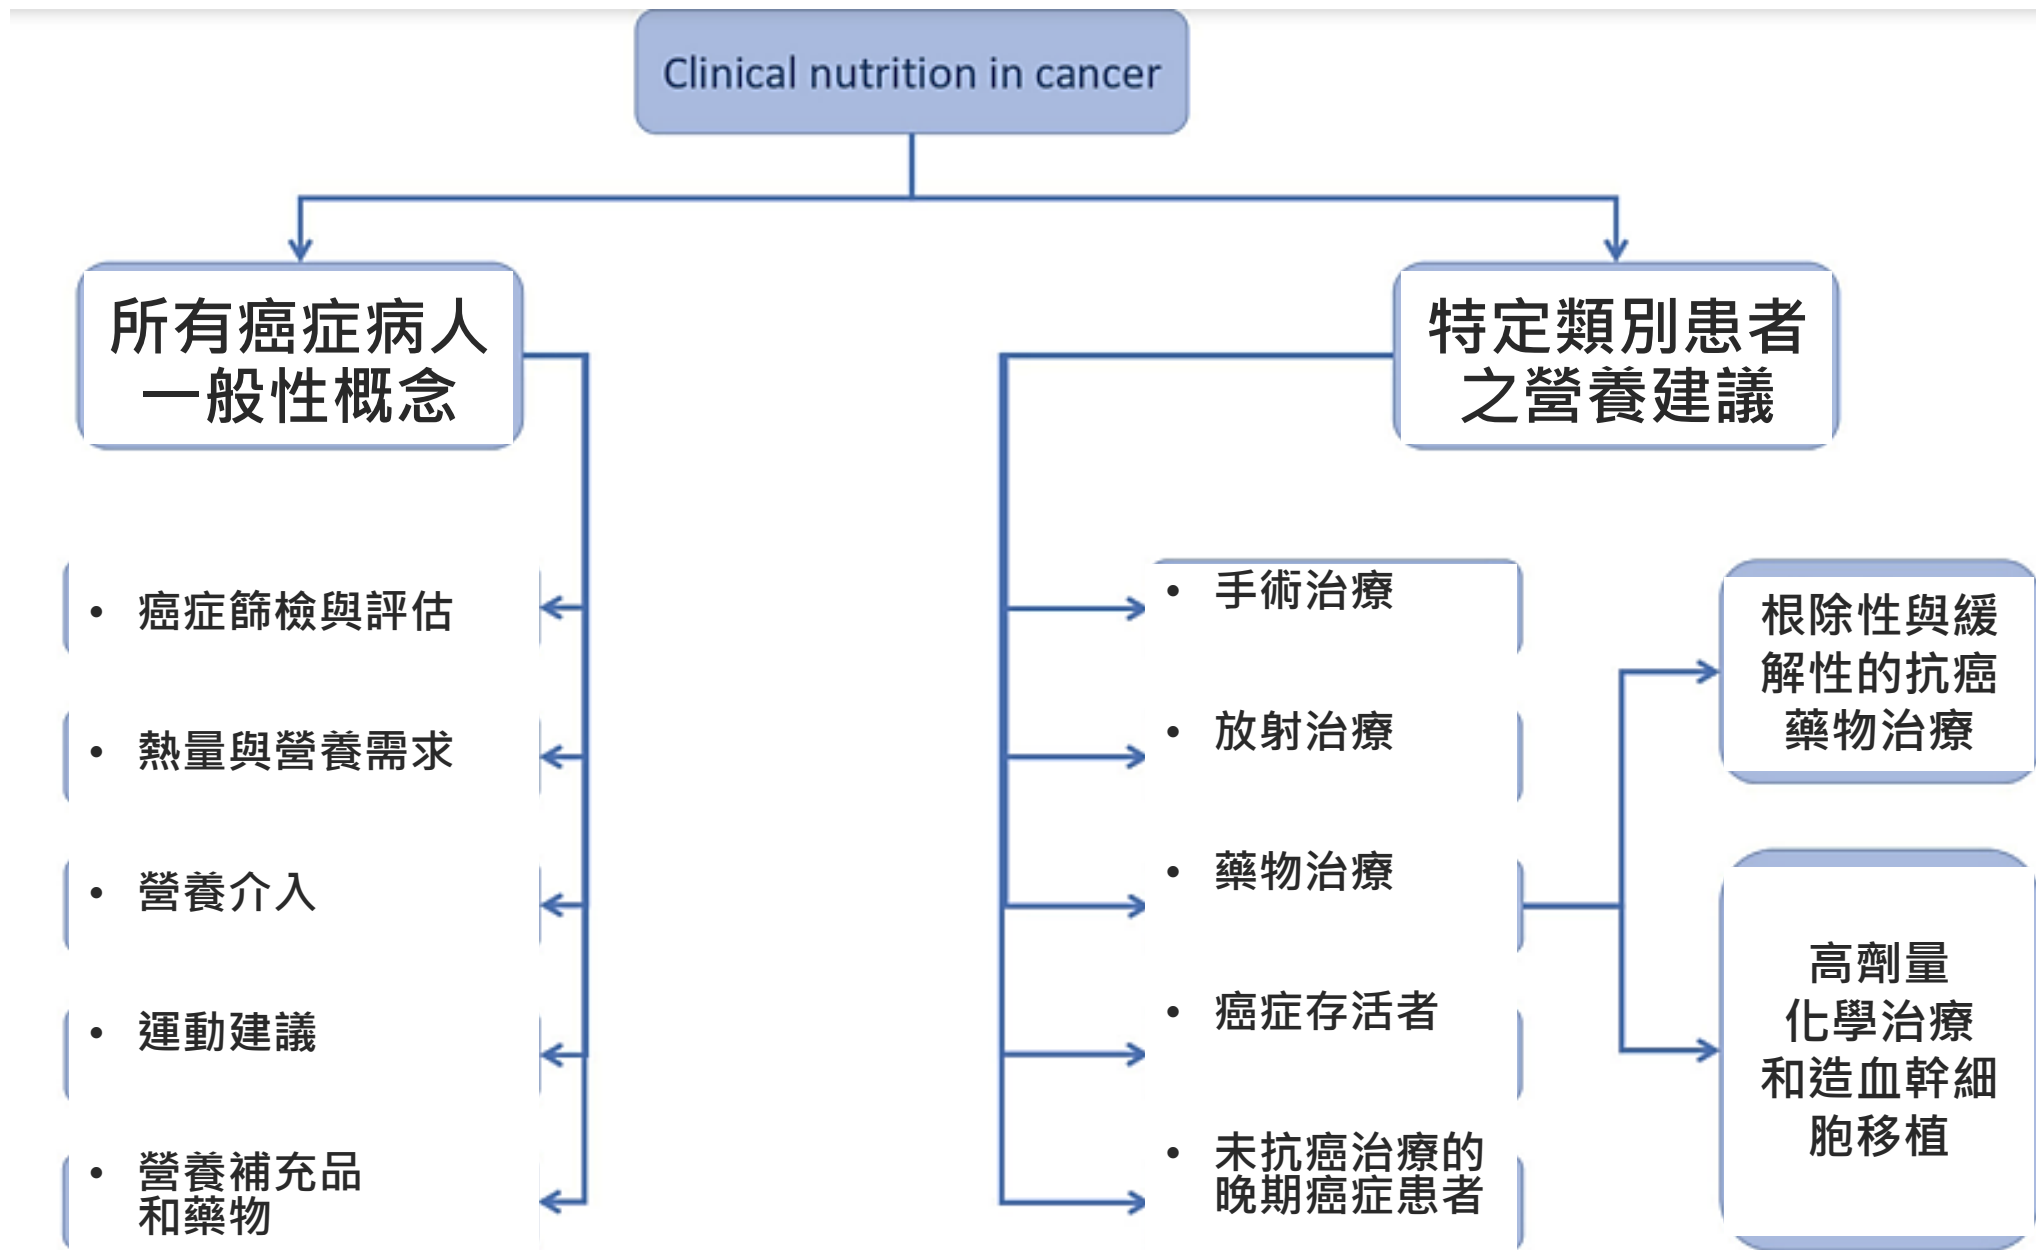 Clinical nutrition in cancer
所有癌症病人
一般性概念
• 癌症篩檢與評估
• 熱量與營養需求
• 營養介入
• 運動建議
• 營養補充品
和藥物
特定類別患者
之營養建議
• 手術治療
• 放射治療
• 藥物治療
• 癌症存活者
• 未抗癌治療的
晚期癌症患者
根除性與緩
解性的抗癌
藥物治療
高劑量
化學治療
和造血幹細
胞移植